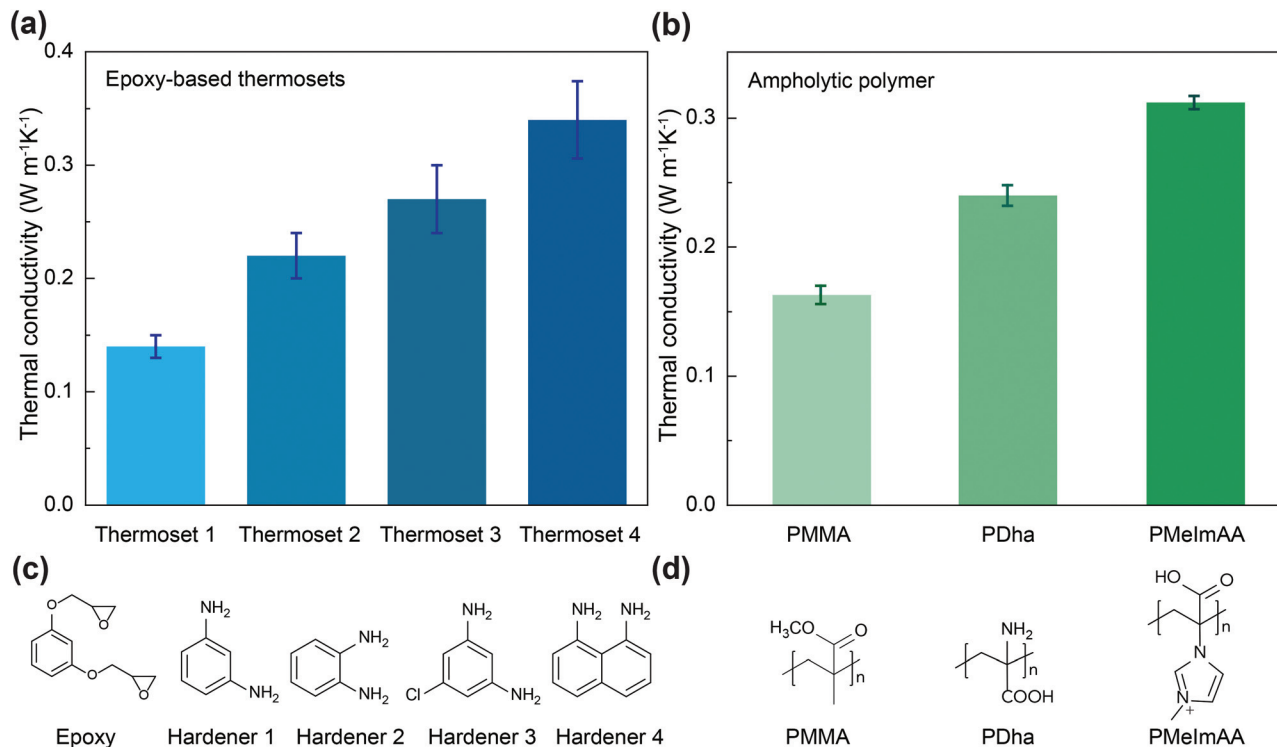 (a)
Epoxy-based thermosets
Thermal conductivity (W m⁻¹K⁻¹)
0.4
0.3
0.2
0.1
0.0
Thermoset 1 Thermoset 2 Thermoset 3 Thermoset 4
(b)
Ampholytic polymer
Thermal conductivity (W m⁻¹K⁻¹)
0.3
0.2
0.1
0.0
PMMA PDha PMeImAA
(c)
O O
O O
Epoxy
NH₂
NH₂
Hardener 1
NH₂
NH₂
Hardener 2
NH₂
Cl NH₂
Hardener 3
NH₂ NH₂
Hardener 4
(d)
H₃CO O
n
PMMA
NH₂
n
COOH
PDha
HO O
n
N
N
+
PMeImAA